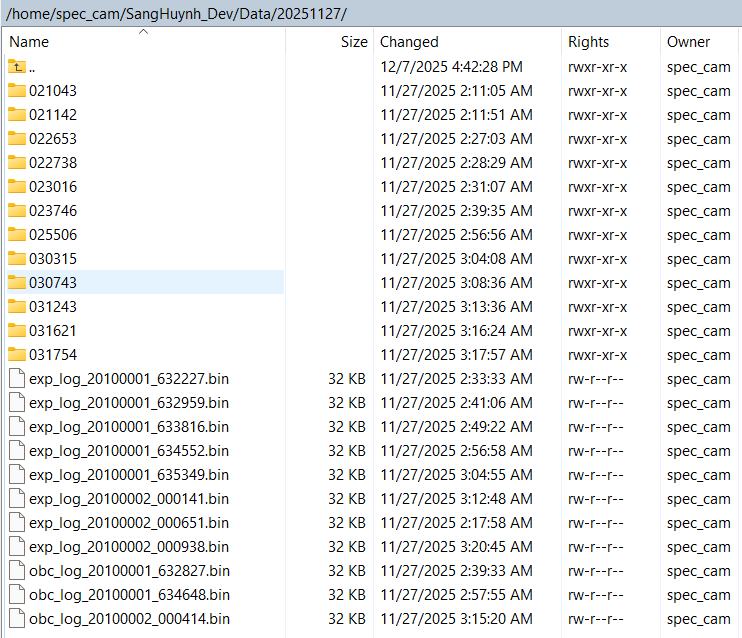 /home/spec_cam/SangHuynh_Dev/Data/20251127/
Name Size Changed Rights Owner
.. 12/7/2025 4:42:28 PM rwxr-xr-x spec_cam
021043 11/27/2025 2:11:05 AM rwxr-xr-x spec_cam
021142 11/27/2025 2:11:51 AM rwxr-xr-x spec_cam
022653 11/27/2025 2:27:03 AM rwxr-xr-x spec_cam
022738 11/27/2025 2:28:29 AM rwxr-xr-x spec_cam
023016 11/27/2025 2:31:07 AM rwxr-xr-x spec_cam
023746 11/27/2025 2:39:35 AM rwxr-xr-x spec_cam
025506 11/27/2025 2:56:56 AM rwxr-xr-x spec_cam
030315 11/27/2025 3:04:08 AM rwxr-xr-x spec_cam
030743 11/27/2025 3:08:36 AM rwxr-xr-x spec_cam
031243 11/27/2025 3:13:36 AM rwxr-xr-x spec_cam
031621 11/27/2025 3:16:24 AM rwxr-xr-x spec_cam
031754 11/27/2025 3:17:57 AM rwxr-xr-x spec_cam
exp_log_20100001_632227.bin 32 KB 11/27/2025 2:33:33 AM rw-r--r-- spec_cam
exp_log_20100001_632959.bin 32 KB 11/27/2025 2:41:06 AM rw-r--r-- spec_cam
exp_log_20100001_633816.bin 32 KB 11/27/2025 2:49:22 AM rw-r--r-- spec_cam
exp_log_20100001_634552.bin 32 KB 11/27/2025 2:56:58 AM rw-r--r-- spec_cam
exp_log_20100001_635349.bin 32 KB 11/27/2025 3:04:55 AM rw-r--r-- spec_cam
exp_log_20100002_000141.bin 32 KB 11/27/2025 3:12:48 AM rw-r--r-- spec_cam
exp_log_20100002_000651.bin 32 KB 11/27/2025 2:17:58 AM rw-r--r-- spec_cam
exp_log_20100002_000938.bin 32 KB 11/27/2025 3:20:45 AM rw-r--r-- spec_cam
obc_log_20100001_632827.bin 32 KB 11/27/2025 2:39:33 AM rw-r--r-- spec_cam
obc_log_20100001_634648.bin 32 KB 11/27/2025 2:57:55 AM rw-r--r-- spec_cam
obc_log_20100002_000414.bin 32 KB 11/27/2025 3:15:20 AM rw-r--r-- spec_cam